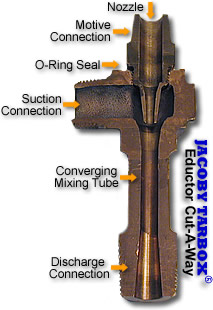 Nozzle
Motive
Connection
O-Ring Seal
Suction
Connection
Converging
Mixing Tube
Discharge
Connection
JACOBY TARBOX©
Eductor Cut-A-Way